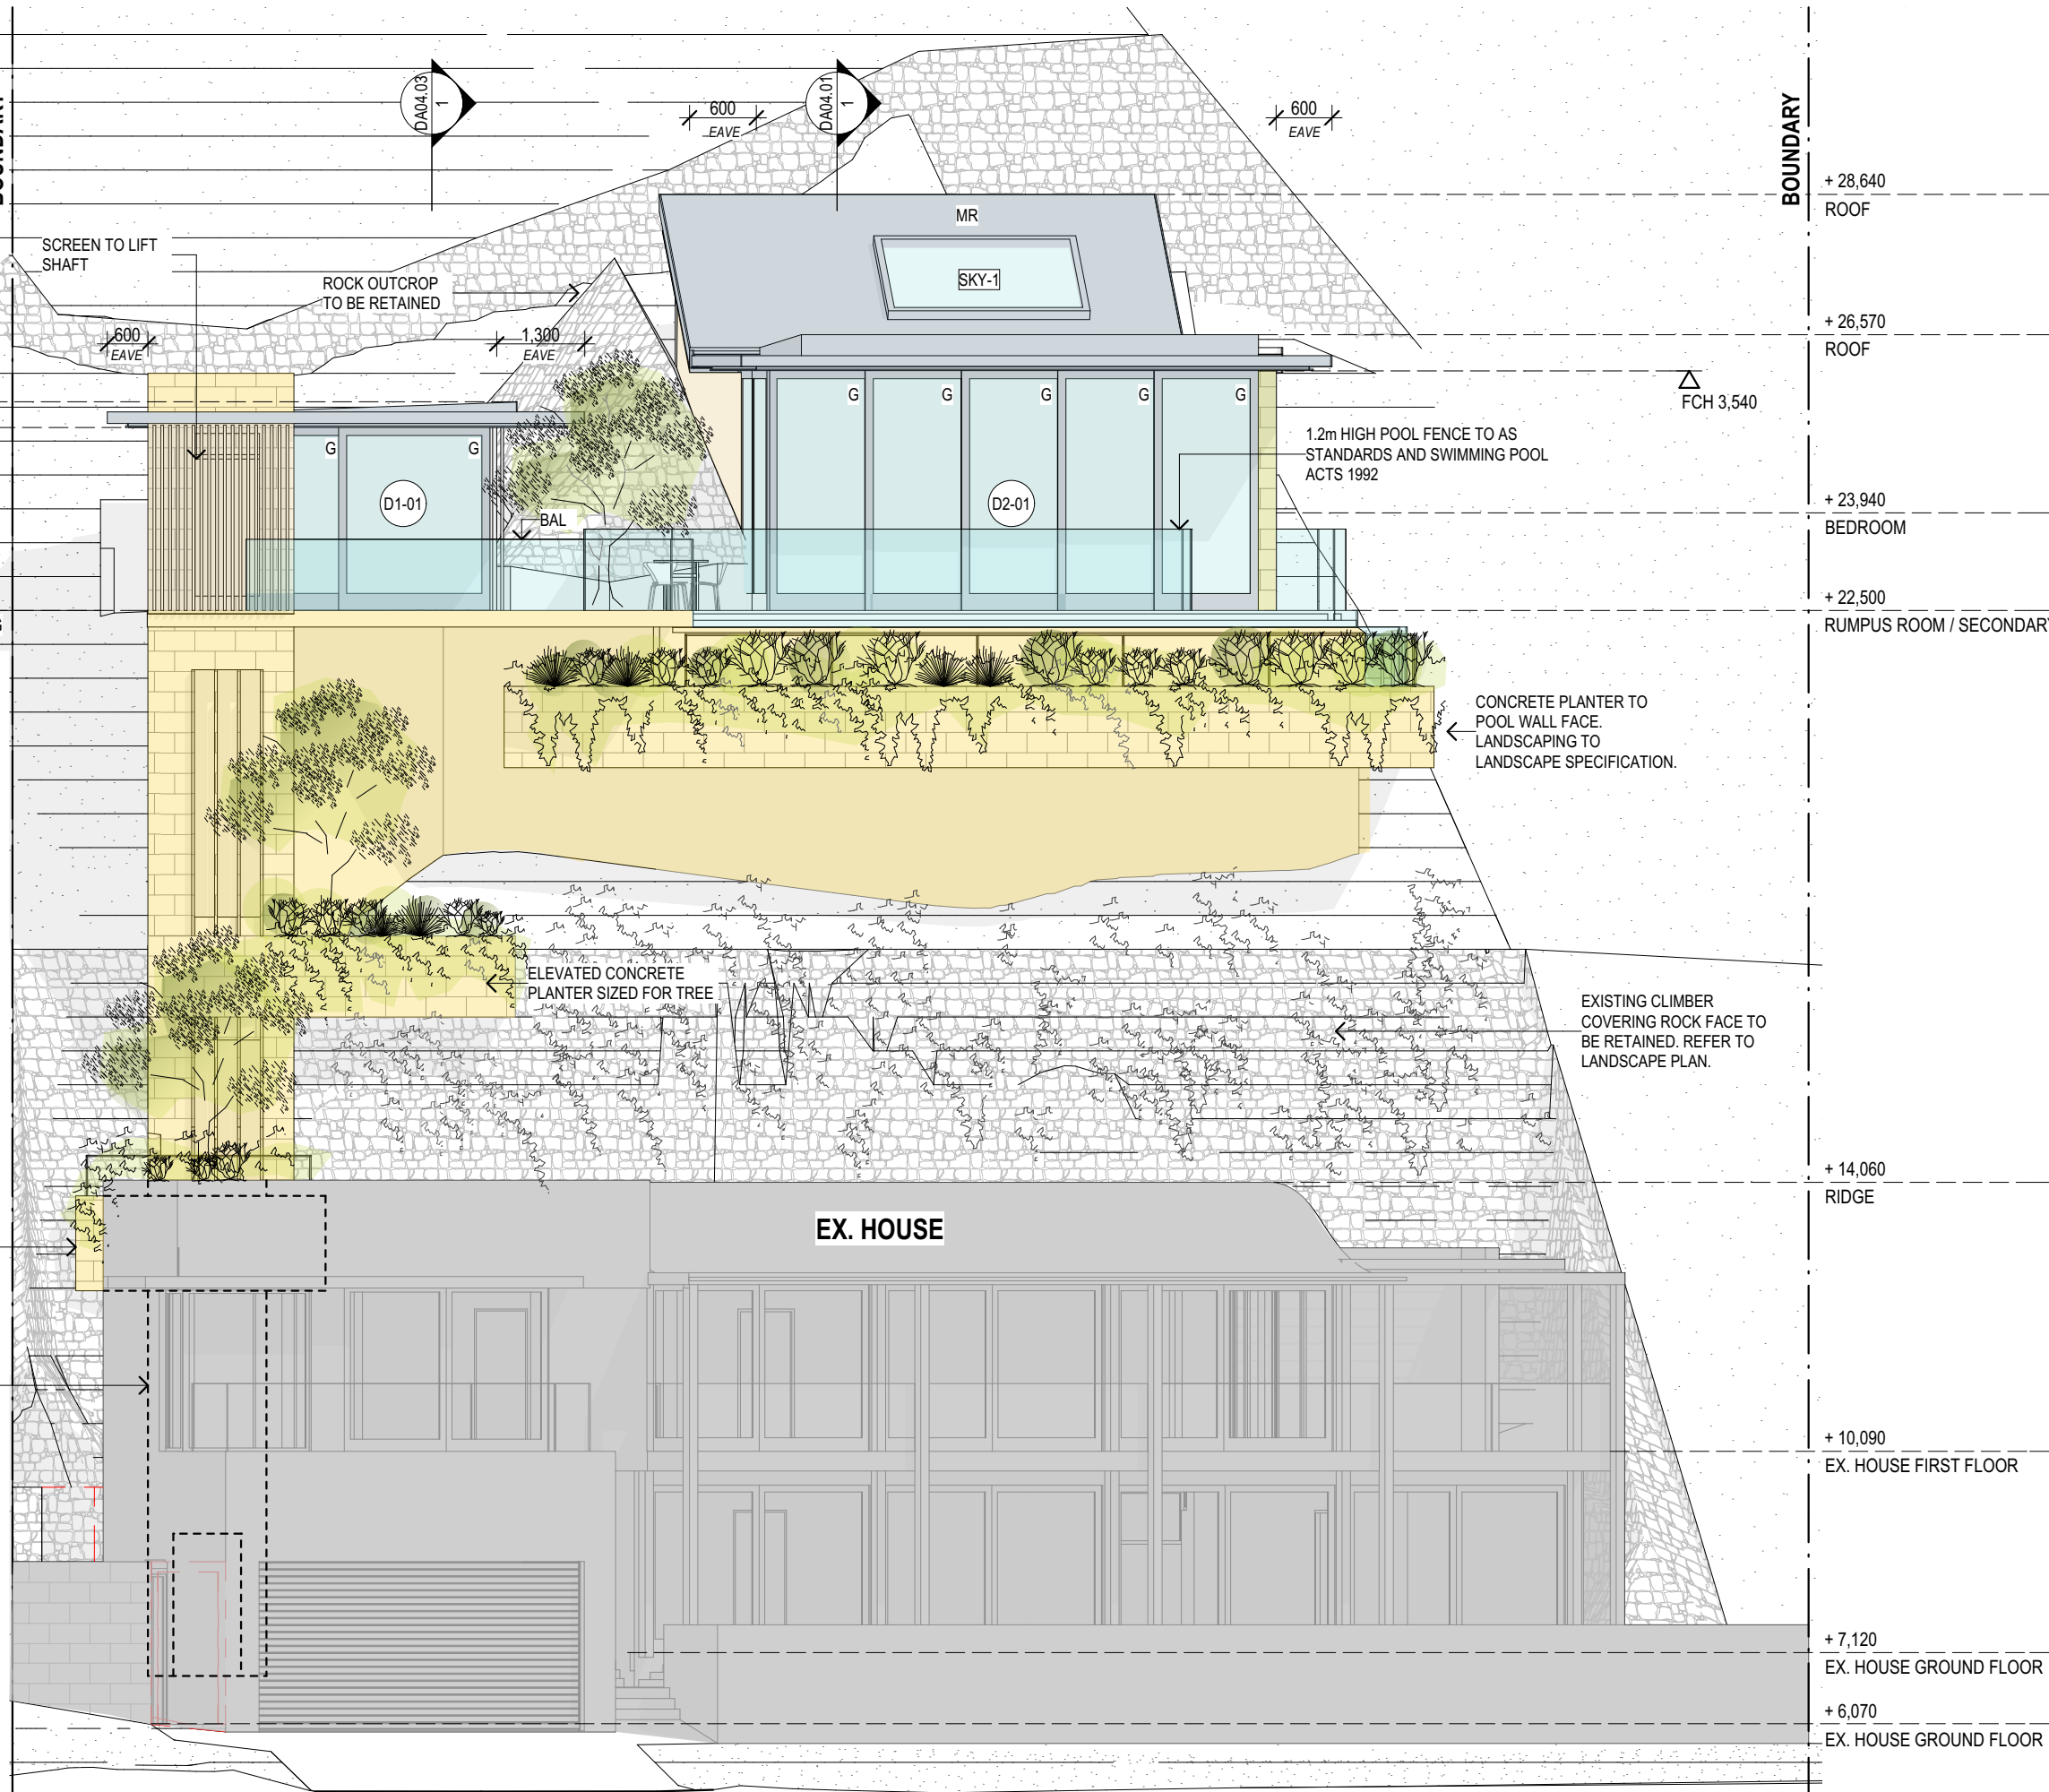 BOUNDARY
DA04.03
1
DA04.01
1
600
EAVE
600
EAVE
BOUNDARY
+ 28,640
ROOF
MR
SKY-1
SCREEN TO LIFT
SHAFT
ROCK OUTCROP
TO BE RETAINED
600
EAVE
1,300
EAVE
+ 26,570
ROOF
FCH 3,540
G
G
G
G
G
G
G
D1-01
D2-01
BAL
1.2m HIGH POOL FENCE TO AS
STANDARDS AND SWIMMING POOL
ACTS 1992
+ 23,940
BEDROOM
+ 22,500
RUMPUS ROOM / SECONDARY
CONCRETE PLANTER TO
POOL WALL FACE.
LANDSCAPING TO
LANDSCAPE SPECIFICATION.
ELEVATED CONCRETE
PLANTER SIZED FOR TREE
EXISTING CLIMBER
COVERING ROCK FACE TO
BE RETAINED. REFER TO
LANDSCAPE PLAN.
+ 14,060
RIDGE
EX. HOUSE
+ 10,090
EX. HOUSE FIRST FLOOR
+ 7,120
EX. HOUSE GROUND FLOOR
+ 6,070
EX. HOUSE GROUND FLOOR